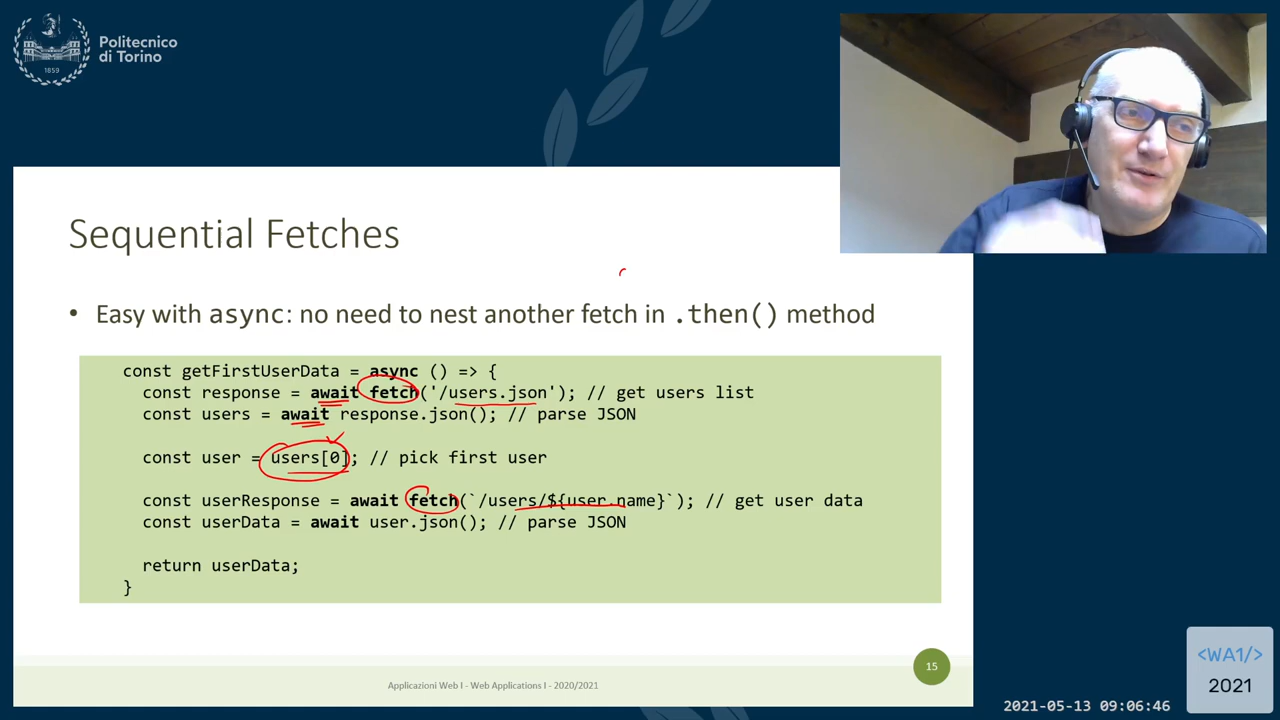 Politecnico
di Torino
1859
Sequential Fetches
• Easy with async: no need to nest another fetch in .then() method
const getFirstUserData = async () => {
const response = await fetch('/users.json'); // get users list
const users = await response.json(); // parse JSON
const user = users[0]; // pick first user
const userResponse = await fetch(`/users/${user.name}`); // get user data
const userData = await user.json(); // parse JSON
return userData;
}
15
Applicazioni Web I - Web Applications I - 2020/2021
<WA1/>
2021
2021-05-13 09:06:46